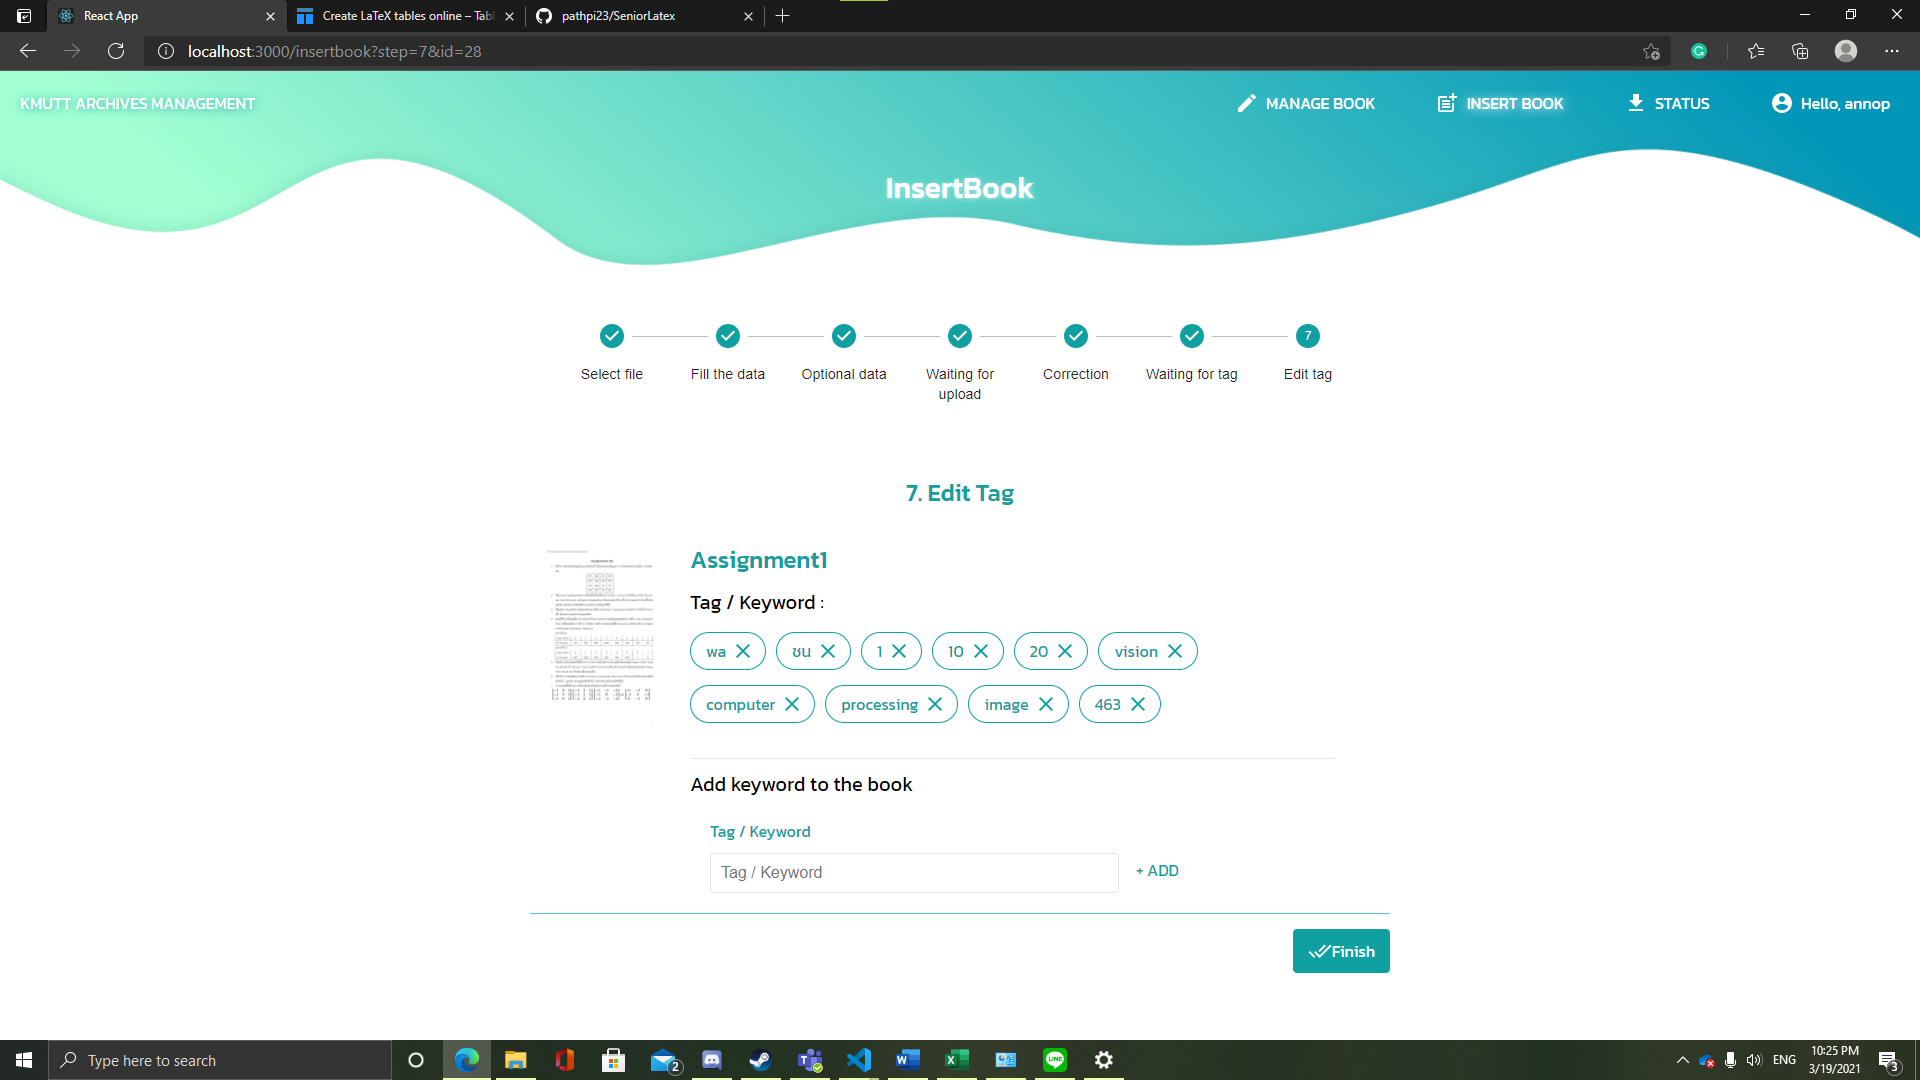 React App
Create LaTeX tables online – Tabl
pathpi23/SeniorLatex
localhost:3000/insertbook?step=7&id=28
KMUTT ARCHIVES MANAGEMENT
MANAGE BOOK
INSERT BOOK
STATUS
Hello, annop
InsertBook
7
Select file
Fill the data
Optional data
Waiting for
upload
Correction
Waiting for tag
Edit tag
7. Edit Tag
Assignment1
Tag / Keyword :
wa
ชน
1
10
20
vision
computer
processing
image
463
Add keyword to the book
Tag / Keyword
Tag / Keyword
+ ADD
Finish
Type here to search
2
ENG
10:25 PM
3/19/2021
3